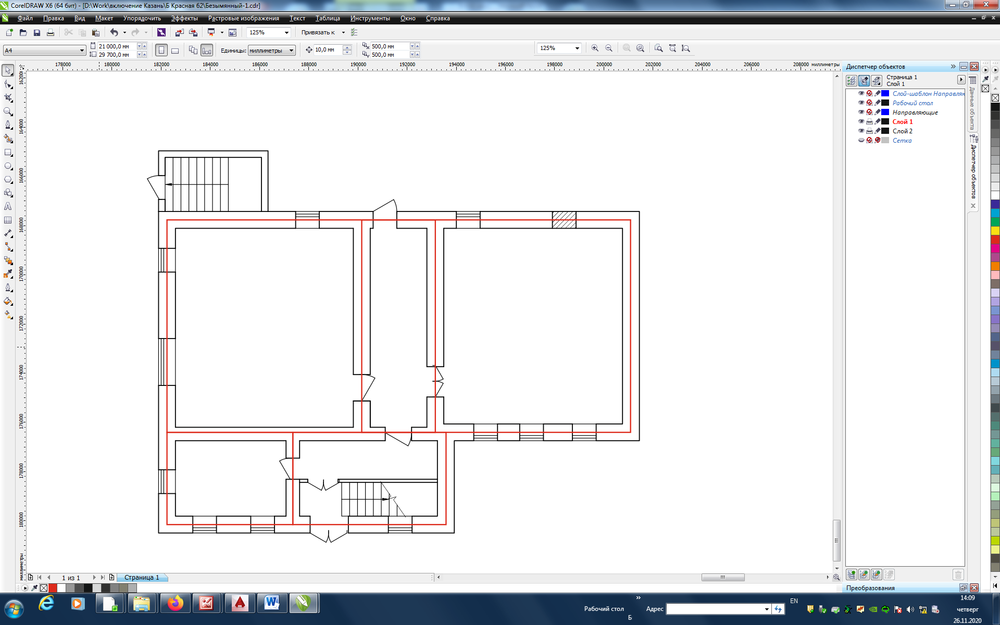 CorelDRAW X6 (64 бит) - [D:\Work\включение Казань\Б Красная 62\Безымянный-1.cdr]
Файл Правка Вид Макет Упорядочить Эффекты Растровые изображения Текст Таблица Инструменты Окно Справка
125% Привязать к
A4 21 000,0 мм 29 700,0 мм Единицы: миллиметры 10,0 мм 500,0 мм 500,0 мм 125%
178000 180000 182000 184000 186000 188000 190000 192000 194000 196000 198000 200000 202000 204000 206000 208000 миллиметры
162000
164000
166000
168000
170000
172000
174000
176000
178000
180000
миллиметры
Диспетчер объектов
Страница 1
Слой 1
Слой-шаблон Направляю
Рабочий стол
Направляющие
Слой 1
Слой 2
Сетка
Данные объекта
Диспетчер объектов
1 из 1 Страница 1
Преобразования
Рабочий стол
Б
Адрес
EN
14:09
четверг
26.11.2020